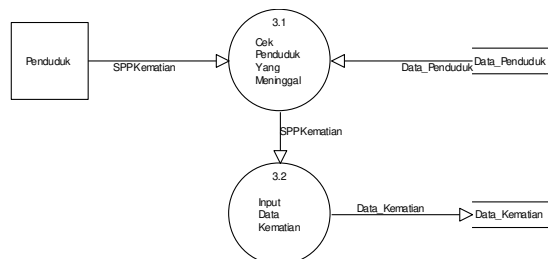 3.1
Cek
Penduduk
Yang
Meninggal
Penduduk
SPPKematian
Data_Penduduk
Data_Penduduk
SPPKematian
3.2
Input
Data
Kematian
Data_Kematian
Data_Kematian